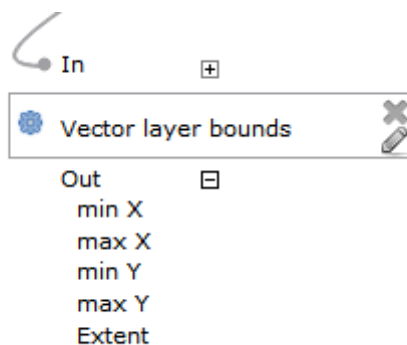 In
Vector layer bounds
Out
min X
max X
min Y
max Y
Extent